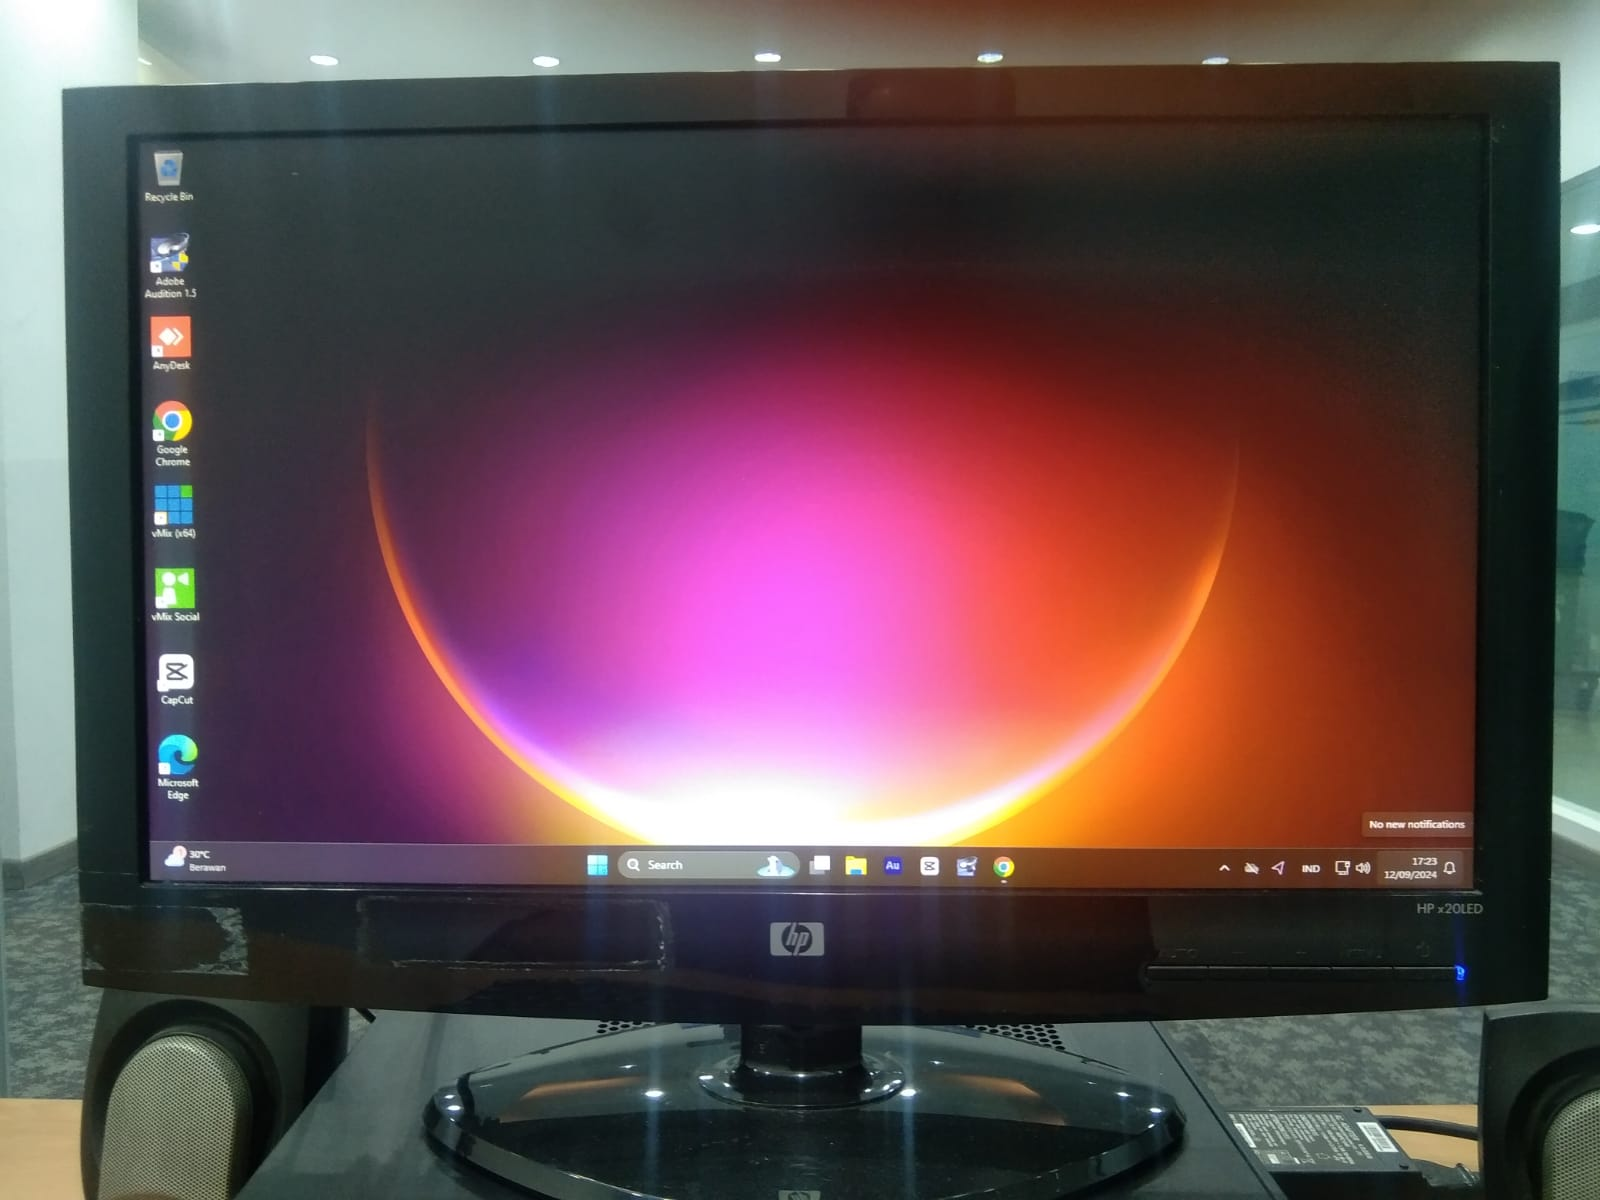 Recycle Bin
Adobe
Audition 1.5
AnyDesk
Google
Chrome
vMix (x64)
vMix Social
CapCut
Microsoft
Edge
No new notifications
30°C
Berawan
Search
Au
IND
17:23
12/09/2024
HP x20LED
hp